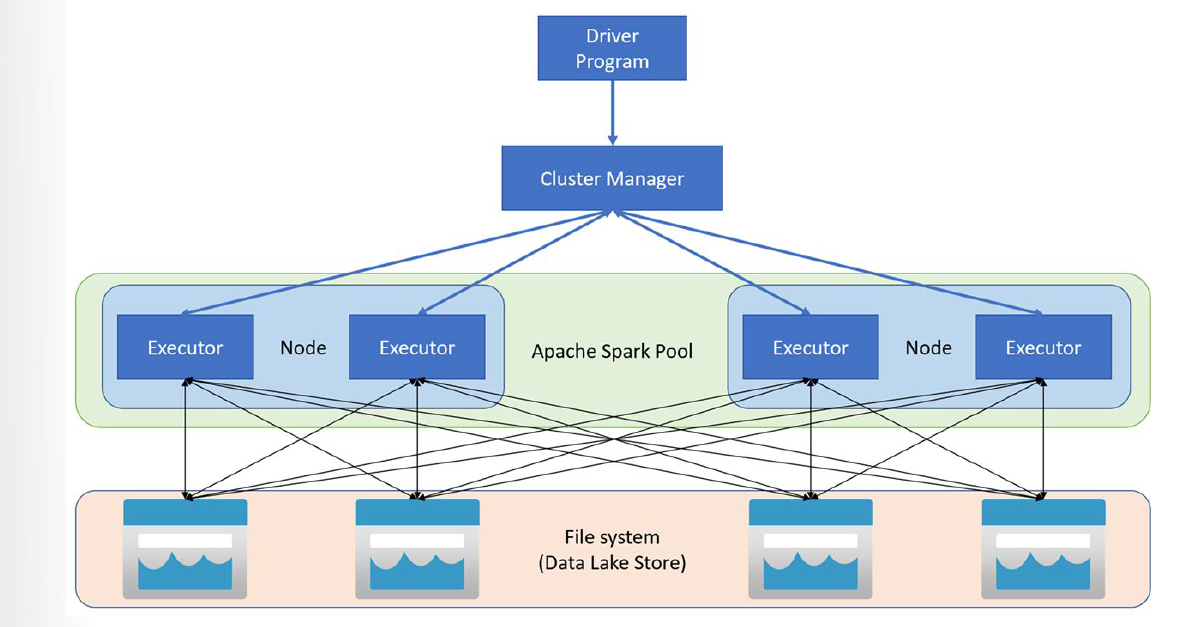 Driver
Program
Cluster Manager
Executor
Node
Executor
Apache Spark Pool
Executor
Node
Executor
File system
(Data Lake Store)